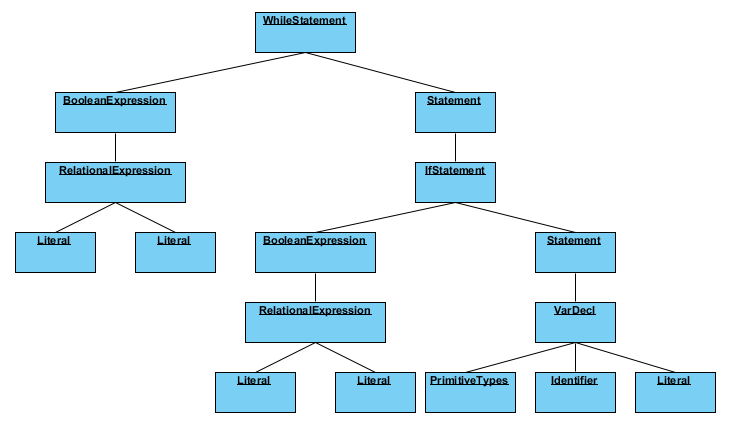 WhileStatement
BooleanExpression
Statement
RelationalExpression
IfStatement
Literal
Literal
BooleanExpression
Statement
RelationalExpression
VarDecl
Literal
Literal
PrimitiveTypes
Identifier
Literal